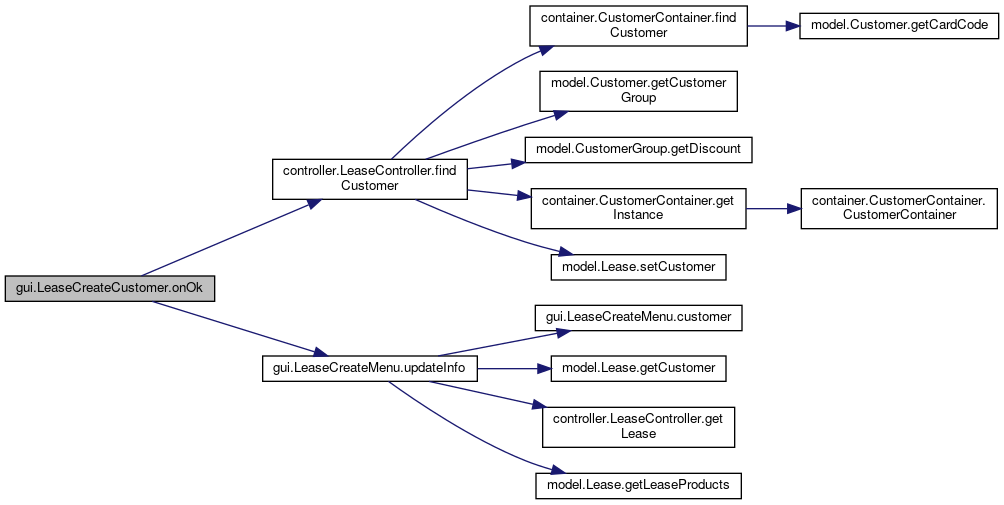 container.CustomerContainer.find
Customer
model.Customer.getCardCode
model.Customer.getCustomer
Group
model.CustomerGroup.getDiscount
controller.LeaseController.find
Customer
container.CustomerContainer.get
Instance
container.CustomerContainer.
CustomerContainer
model.Lease.setCustomer
gui.LeaseCreateCustomer.onOk
gui.LeaseCreateMenu.customer
gui.LeaseCreateMenu.updateInfo
model.Lease.getCustomer
controller.LeaseController.get
Lease
model.Lease.getLeaseProducts